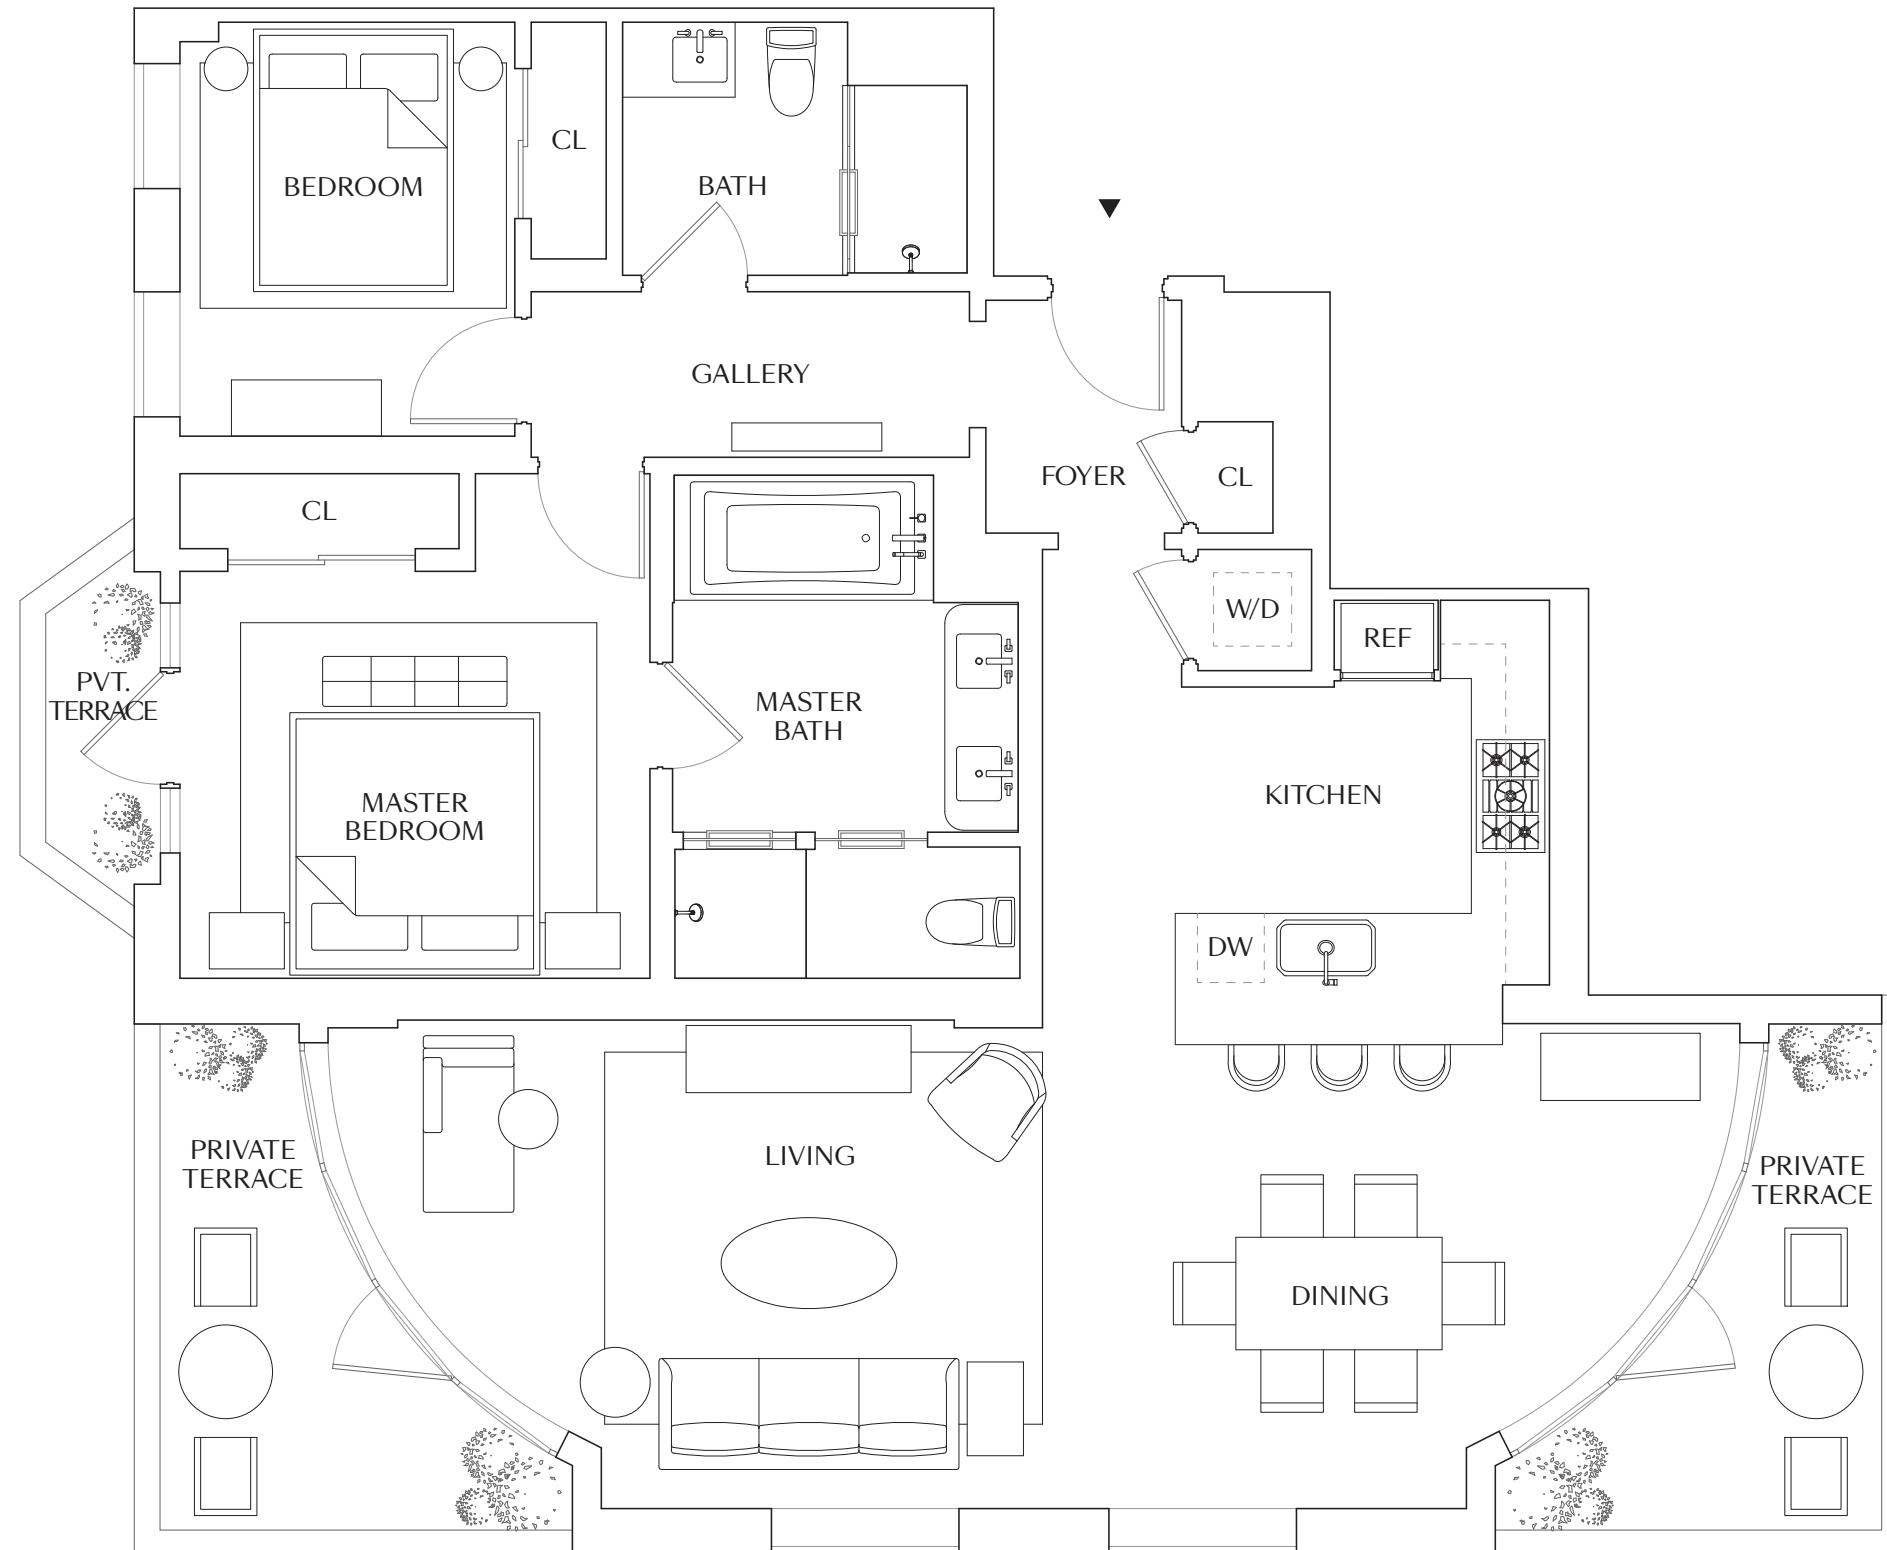 CL
BEDROOM
BATH
GALLERY
FOYER
CL
CL
W/D
REF
PVT.
TERRACE
MASTER
BATH
MASTER
BEDROOM
KITCHEN
DW
PRIVATE
TERRACE
LIVING
PRIVATE
TERRACE
DINING